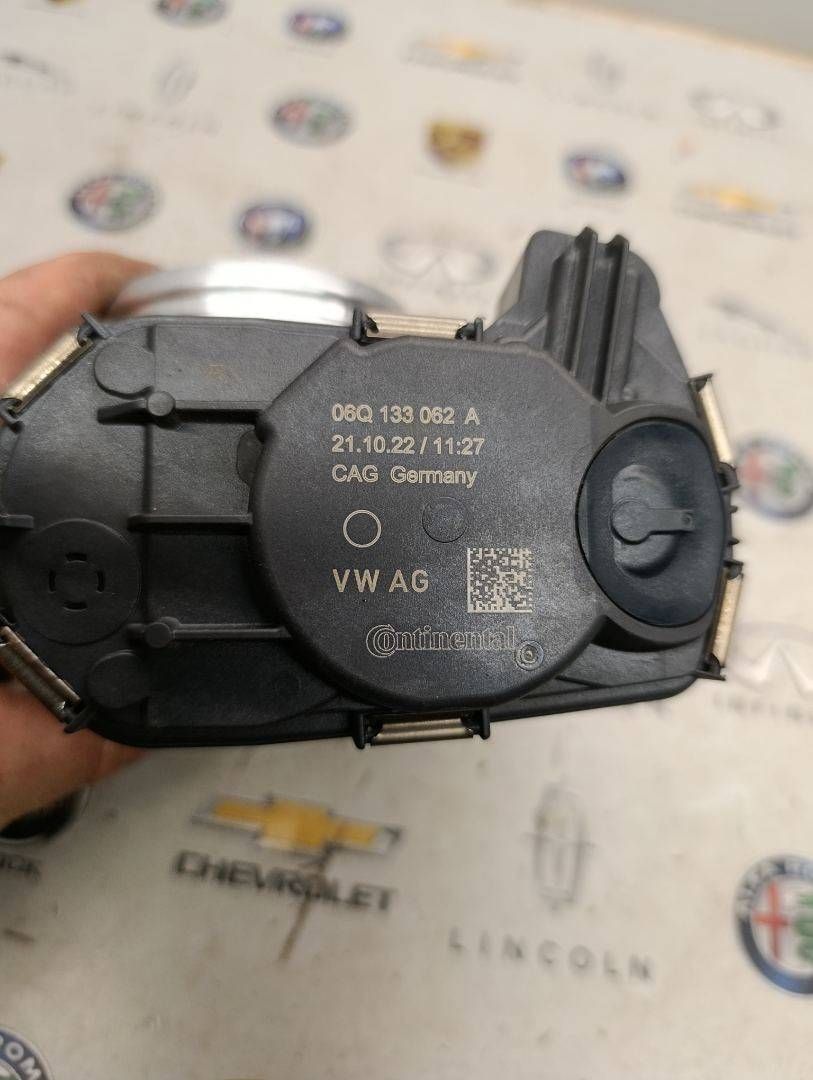 06Q 133 062 A
21.10.22 / 11:27
CAG Germany
VW AG
Continental
CHEVROLET
LINCOLN